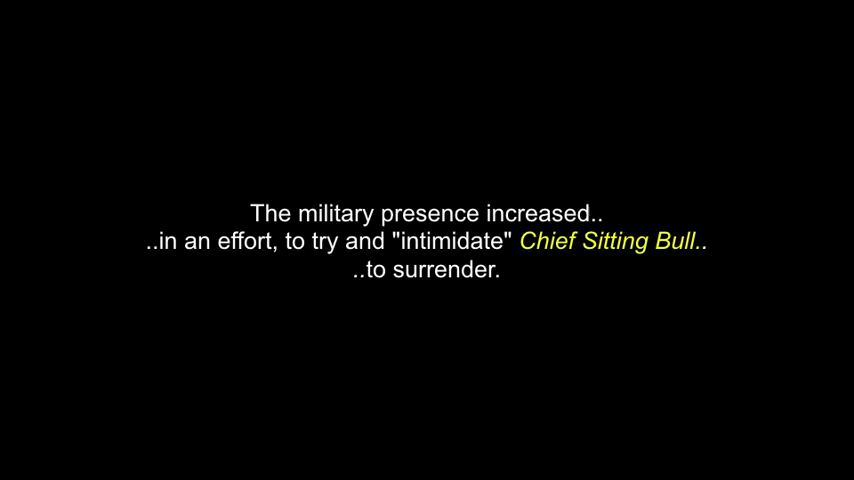 The military presence increased..
..in an effort, to try and "intimidate" Chief Sitting Bull..
..to surrender.